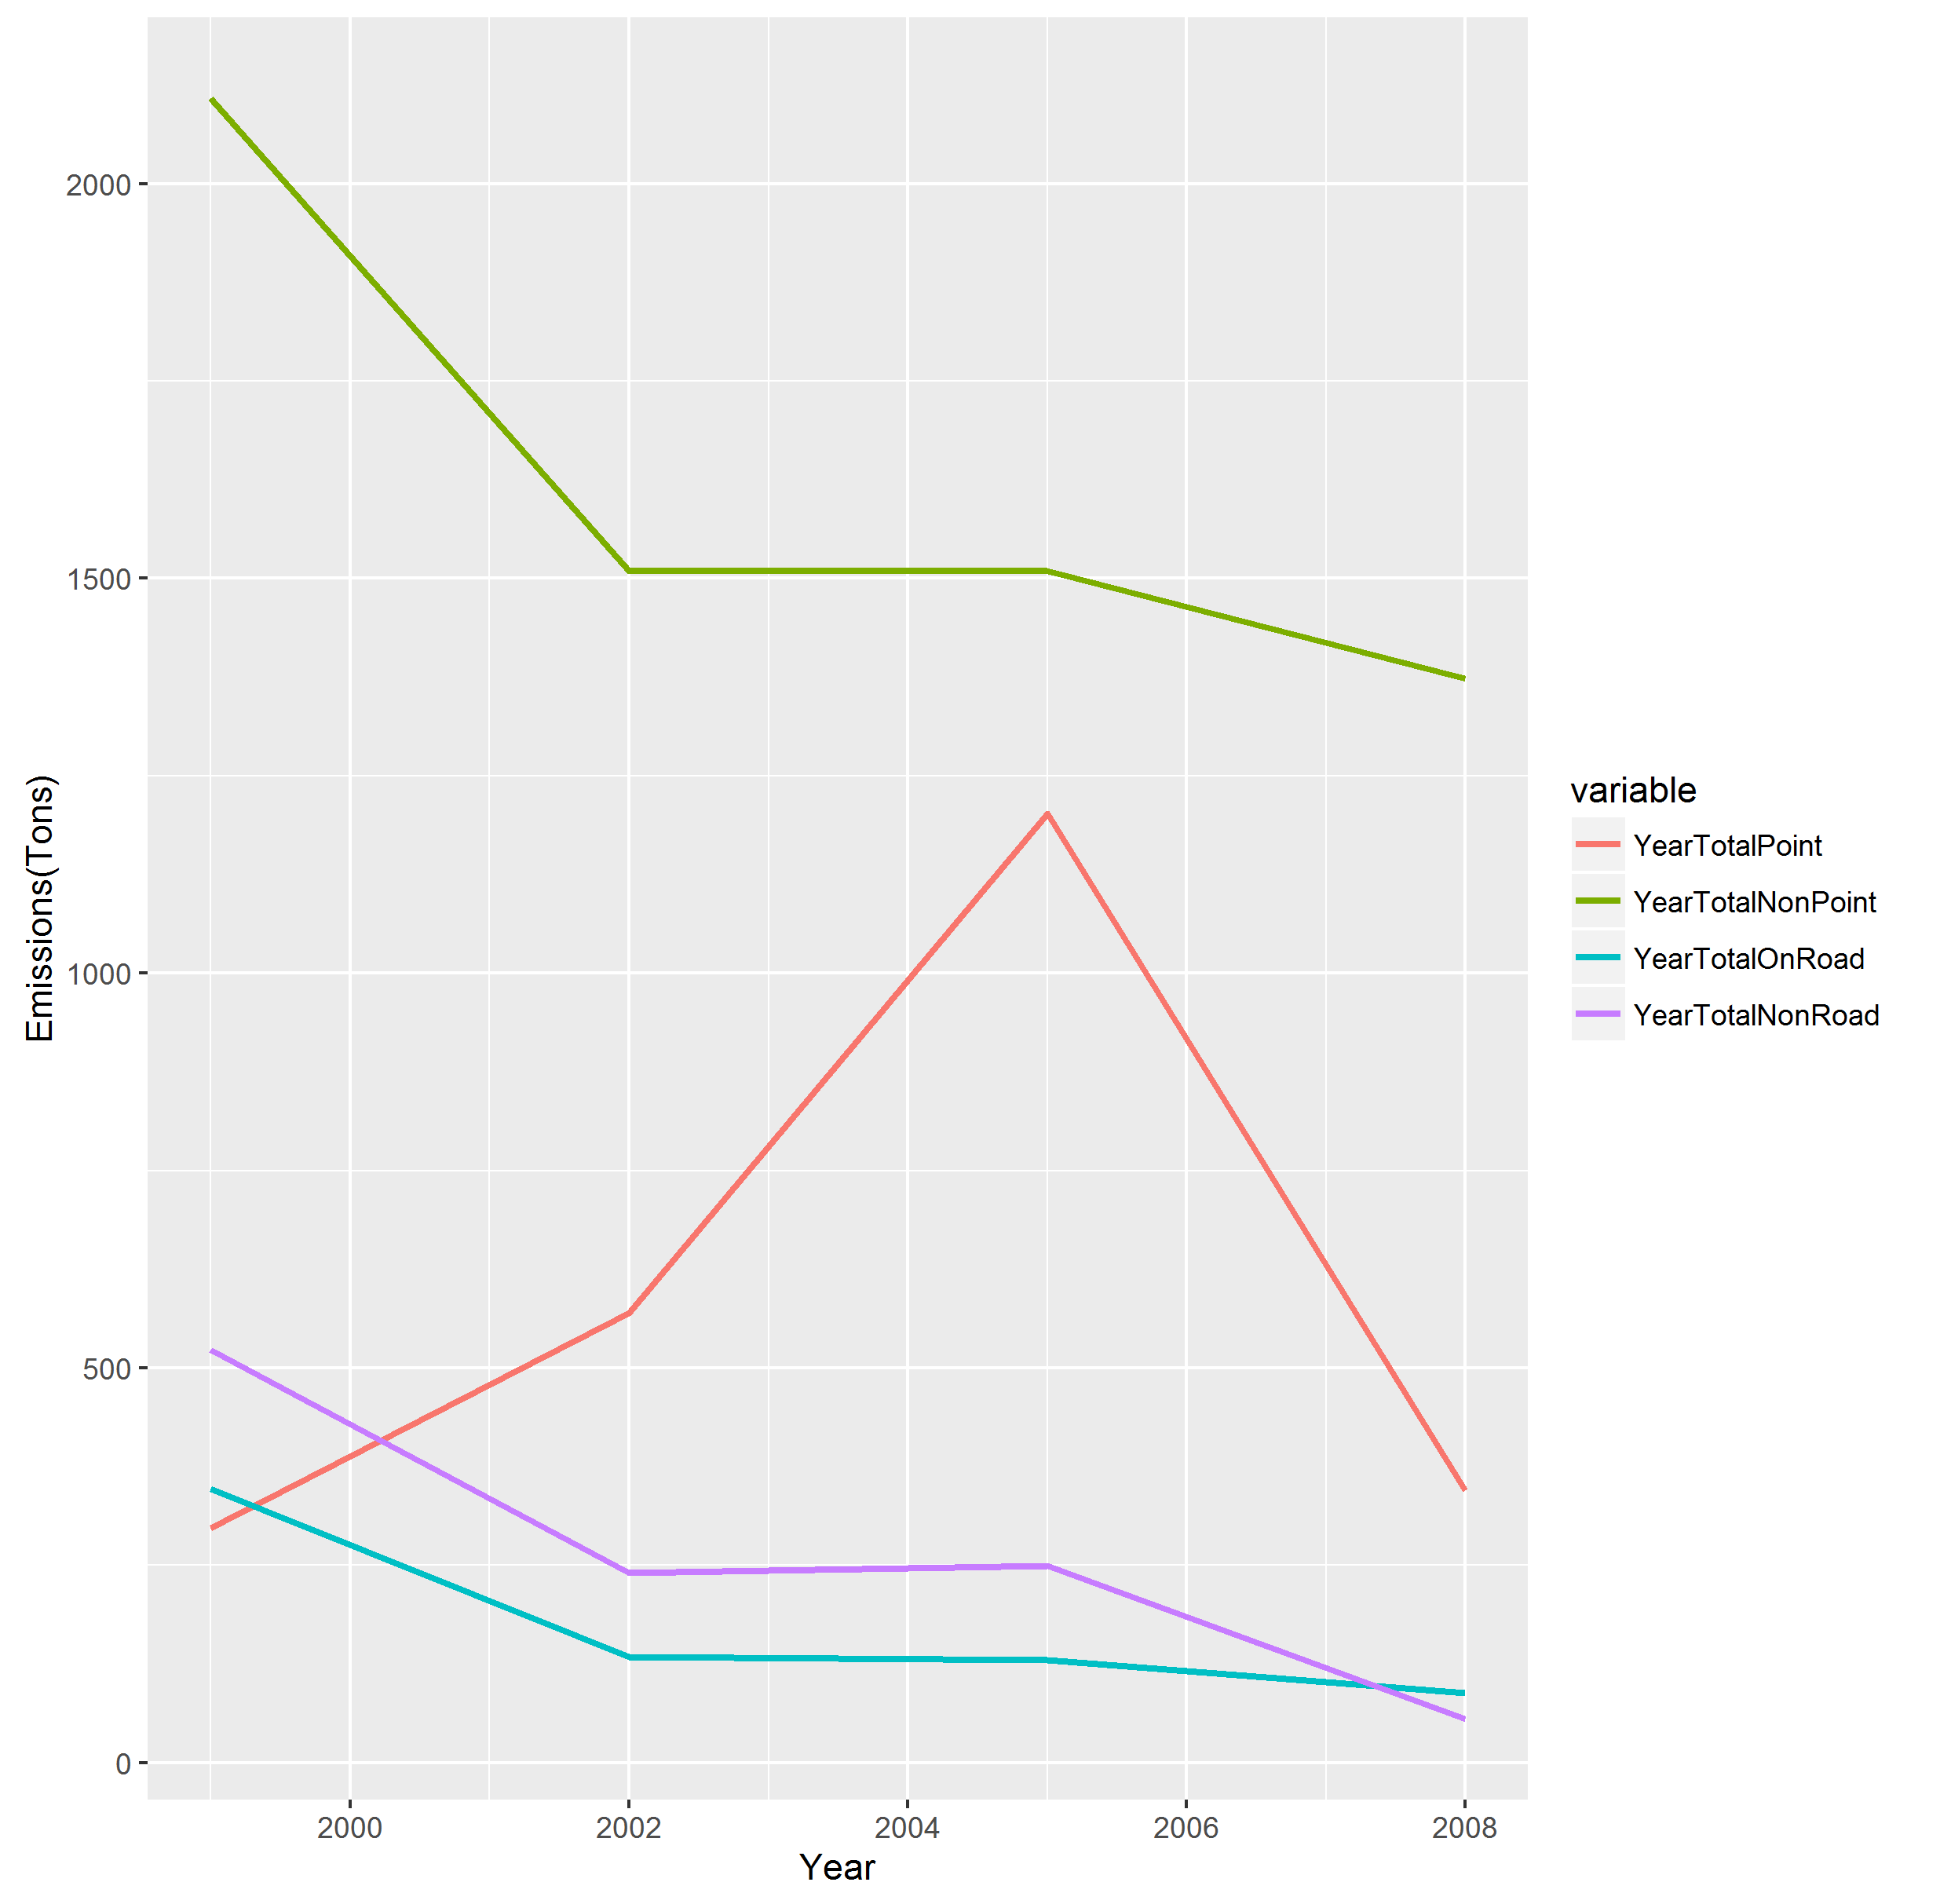 Emissions(Tons)
2000
1500
1000
500
0
2000 2002 2004 2006 2008
Year
variable
YearTotalPoint
YearTotalNonPoint
YearTotalOnRoad
YearTotalNonRoad